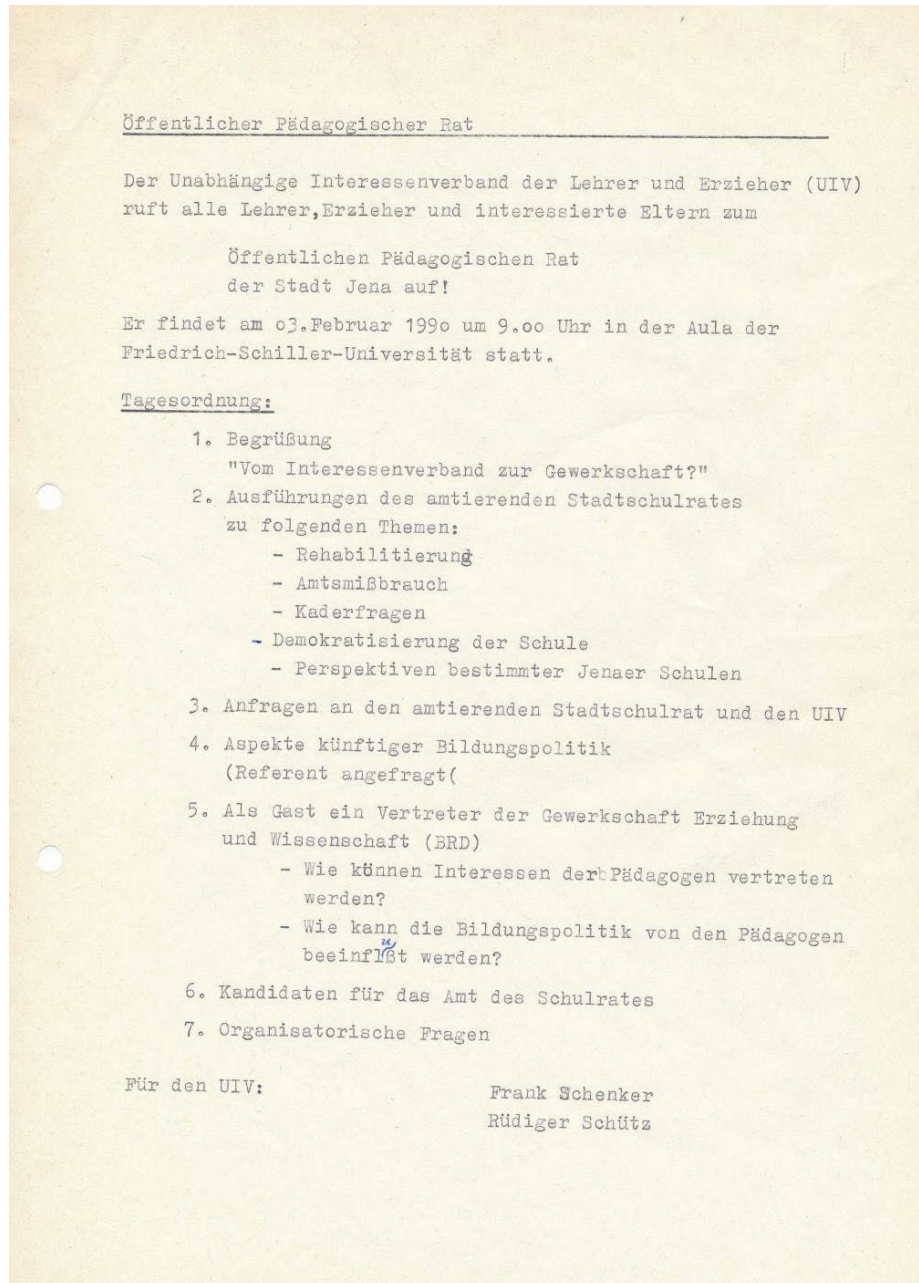 Öffentlicher Pädagogischer Rat
Der Unabhängige Interessenverband der Lehrer und Erzieher (UIV)
ruft alle Lehrer,Erzieher und interessierte Eltern zum
Öffentlichen Pädagogischen Rat
der Stadt Jena auf!
Er findet am o3.Februar 199o um 9.oo Uhr in der Aula der
Friedrich-Schiller-Universität statt.
Tagesordnung:
1. Begrüßung
"Vom Interessenverband zur Gewerkschaft?"
2. Ausführungen des amtierenden Stadtschulrates
zu folgenden Themen:
- Rehabilitierung
- Amtsmißbrauch
- Kaderfragen
- Demokratisierung der Schule
- Perspektiven bestimmter Jenaer Schulen
3. Anfragen an den amtierenden Stadtschulrat und den UIV
4. Aspekte künftiger Bildungspolitik
(Referent angefragt(
5. Als Gast ein Vertreter der Gewerkschaft Erziehung
und Wissenschaft (BRD)
- Wie können Interessen der Pädagogen vertreten
werden?
- Wie kann die Bildungspolitik von den Pädagogen
beeinflußt werden?
6. Kandidaten für das Amt des Schulrates
7. Organisatorische Fragen
Für den UIV:
Frank Schenker
Rüdiger Schütz